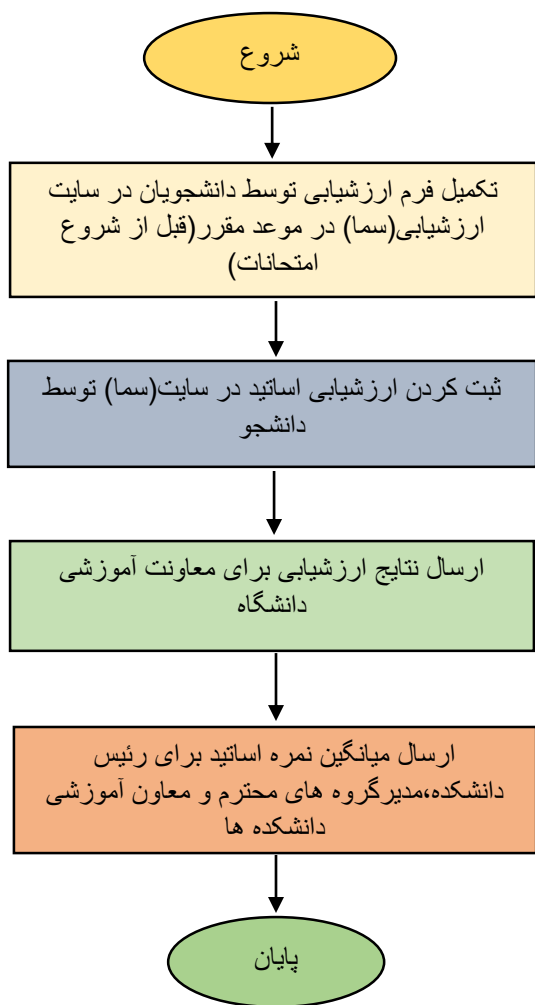 شروع
تکمیل فرم ارزشیابی توسط دانشجویان در سایت
ارزشیابی(سما) در موعد مقرر(قبل از شروع
امتحانات)
ثبت کردن ارزشیابی اساتید در سایت(سما) توسط
دانشجو
ارسال نتایج ارزشیابی برای معاونت آموزشی
دانشگاه
ارسال میانگین نمره اساتید برای رئیس
دانشکده،مدیرگروه های محترم و معاون آموزشی
دانشکده ها
پایان